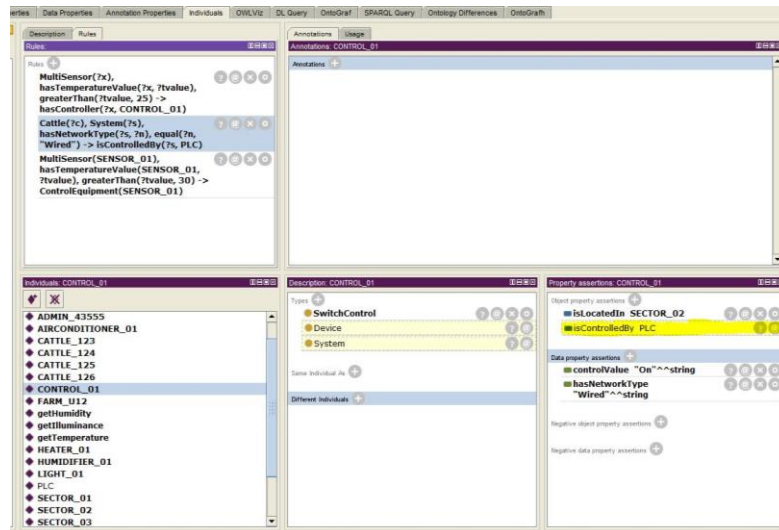 erties Data Properties Annotation Properties Individuals OWLViz DL Query OntoGraf SPARQL Query Ontology Differences OntoGrafh
Description Rules
Rules:
Rules
MultiSensor(?x),
hasTemperatureValue(?x, ?tvalue),
greaterThan(?tvalue, 25) ->
hasController(?x, CONTROL_01)
Cattle(?c), System(?s),
hasNetworkType(?s, ?n), equal(?n,
"Wired") -> isControlledBy(?s, PLC)
MultiSensor(SENSOR_01),
hasTemperatureValue(SENSOR_01,
?tvalue), greaterThan(?tvalue, 30) ->
ControlEquipment(SENSOR_01)
Annotations Usage
Annotations: CONTROL_01
Annotations
Individuals: CONTROL_01
ADMIN_43555
AIRCONDITIONER_01
CATTLE_123
CATTLE_124
CATTLE_125
CATTLE_126
CONTROL_01
FARM_U12
getHumidity
getIlluminance
getTemperature
HEATER_01
HUMIDIFIER_01
LIGHT_01
PLC
SECTOR_01
SECTOR_02
SECTOR_03
Description: CONTROL_01
Types
SwitchControl
Device
System
Same Individual As
Different Individuals
Property assertions: CONTROL_01
Object property assertions
isLocatedIn SECTOR_02
isControlledBy PLC
Data property assertions
controlValue "On"^^string
hasNetworkType
"Wired"^^string
Negative object property assertions
Negative data property assertions